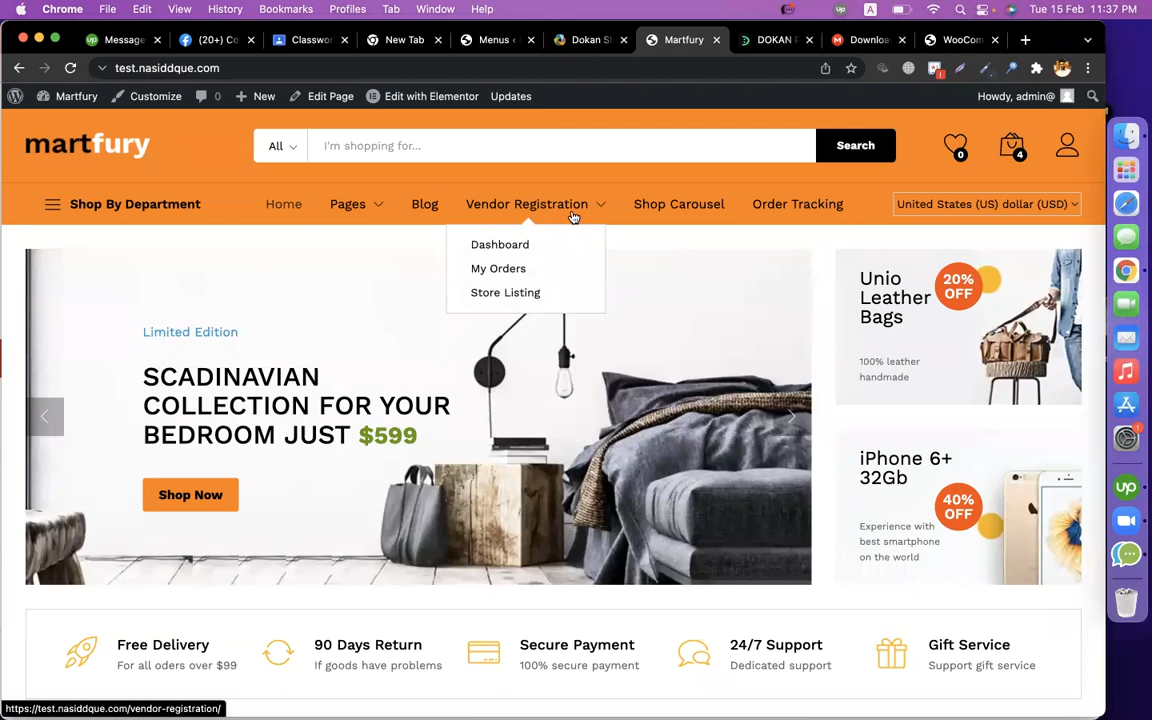 Chrome File Edit View History Bookmarks Profiles Tab Window Help
A
Tue 15 Feb 11:37 PM
Message
(20+) Co
Classwor
New Tab
Menus ‹
Dokan S
Martfury
DOKAN
Downloa
WooCom
test.nasiddque.com
Martfury Customize 0 New Edit Page Edit with Elementor Updates
Howdy, admin@
martfury
All
I'm shopping for...
Search
0
4
Shop By Department
Home Pages Blog Vendor Registration Shop Carousel Order Tracking
United States (US) dollar (USD)
Dashboard
My Orders
Store Listing
Limited Edition
SCADINAVIAN
COLLECTION FOR YOUR
BEDROOM JUST $599
Shop Now
Unio
Leather
Bags
20%
OFF
100% leather
handmade
iPhone 6+
32Gb
40%
OFF
Experience with
best smartphone
on the world
Free Delivery
For all oders over $99
90 Days Return
If goods have problems
Secure Payment
100% secure payment
24/7 Support
Dedicated support
Gift Service
Support gift service
https://test.nasiddque.com/vendor-registration/